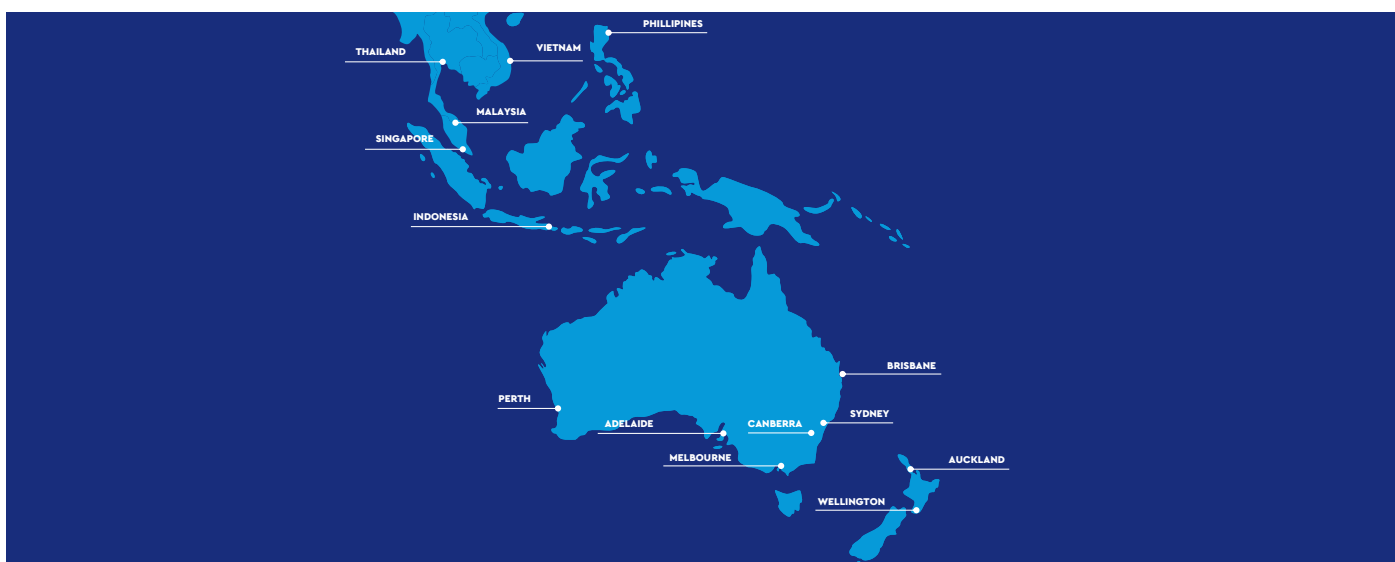 PHILLIPINES
THAILAND
VIETNAM
MALAYSIA
SINGAPORE
INDONESIA
BRISBANE
PERTH
SYDNEY
ADELAIDE
CANBERRA
MELBOURNE
AUCKLAND
WELLINGTON